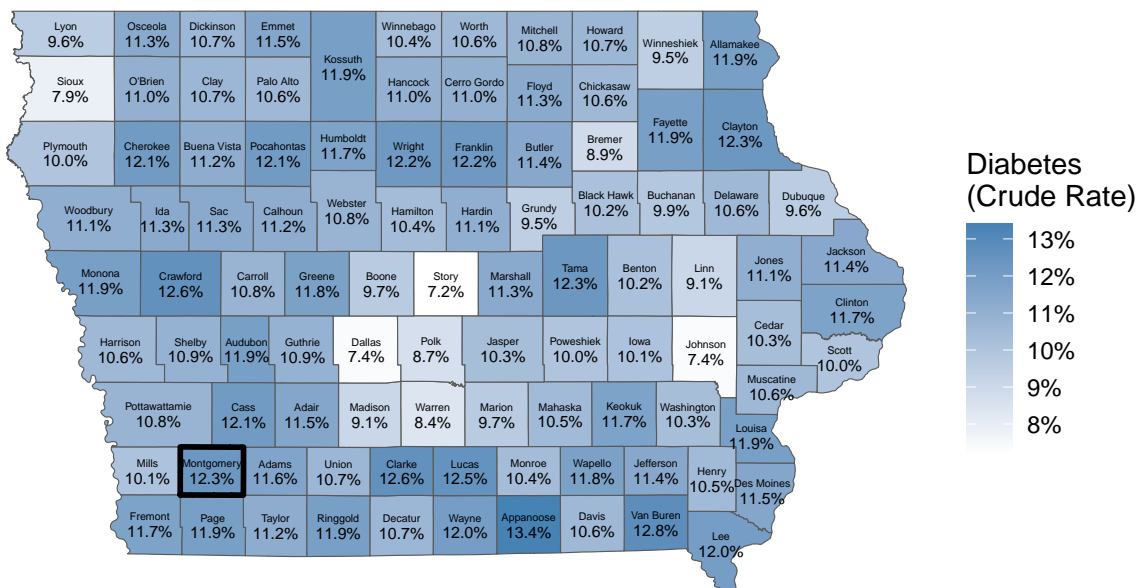 Lyon
9.6%
Osceola
11.3%
Dickinson
10.7%
Emmet
11.5%
Kossuth
11.9%
Winnebago
10.4%
Worth
10.6%
Mitchell
10.8%
Howard
10.7%
Winneshiek
9.5%
Allamakee
11.9%
Sioux
7.9%
O'Brien
11.0%
Clay
10.7%
Palo Alto
10.6%
Hancock
11.0%
Cerro Gordo
11.0%
Floyd
11.3%
Chickasaw
10.6%
Plymouth
10.0%
Cherokee
12.1%
Buena Vista
11.2%
Pocahontas
12.1%
Humboldt
11.7%
Wright
12.2%
Franklin
12.2%
Butler
11.4%
Bremer
8.9%
Fayette
11.9%
Clayton
12.3%
Woodbury
11.1%
Ida
11.3%
Sac
11.3%
Calhoun
11.2%
Webster
10.8%
Hamilton
10.4%
Hardin
11.1%
Grundy
9.5%
Black Hawk
10.2%
Buchanan
9.9%
Delaware
10.6%
Dubuque
9.6%
Monona
11.9%
Crawford
12.6%
Carroll
10.8%
Greene
11.8%
Boone
9.7%
Story
7.2%
Marshall
11.3%
Tama
12.3%
Benton
10.2%
Linn
9.1%
Jones
11.1%
Jackson
11.4%
Clinton
11.7%
Harrison
10.6%
Shelby
10.9%
Audubon
11.9%
Guthrie
10.9%
Dallas
7.4%
Polk
8.7%
Jasper
10.3%
Poweshiek
10.0%
Iowa
10.1%
Johnson
7.4%
Cedar
10.3%
Scott
10.0%
Muscatine
10.6%
Pottawattamie
10.8%
Cass
12.1%
Adair
11.5%
Madison
9.1%
Warren
8.4%
Marion
9.7%
Mahaska
10.5%
Keokuk
11.7%
Washington
10.3%
Louisa
11.9%
Mills
10.1%
Montgomery
12.3%
Adams
11.6%
Union
10.7%
Clarke
12.6%
Lucas
12.5%
Monroe
10.4%
Wapello
11.8%
Jefferson
11.4%
Henry
10.5%
Des Moines
11.5%
Fremont
11.7%
Page
11.9%
Taylor
11.2%
Ringgold
11.9%
Decatur
10.7%
Wayne
12.0%
Appanoose
13.4%
Davis
10.6%
Van Buren
12.8%
Lee
12.0%
Diabetes
(Crude Rate)
13%
12%
11%
10%
9%
8%